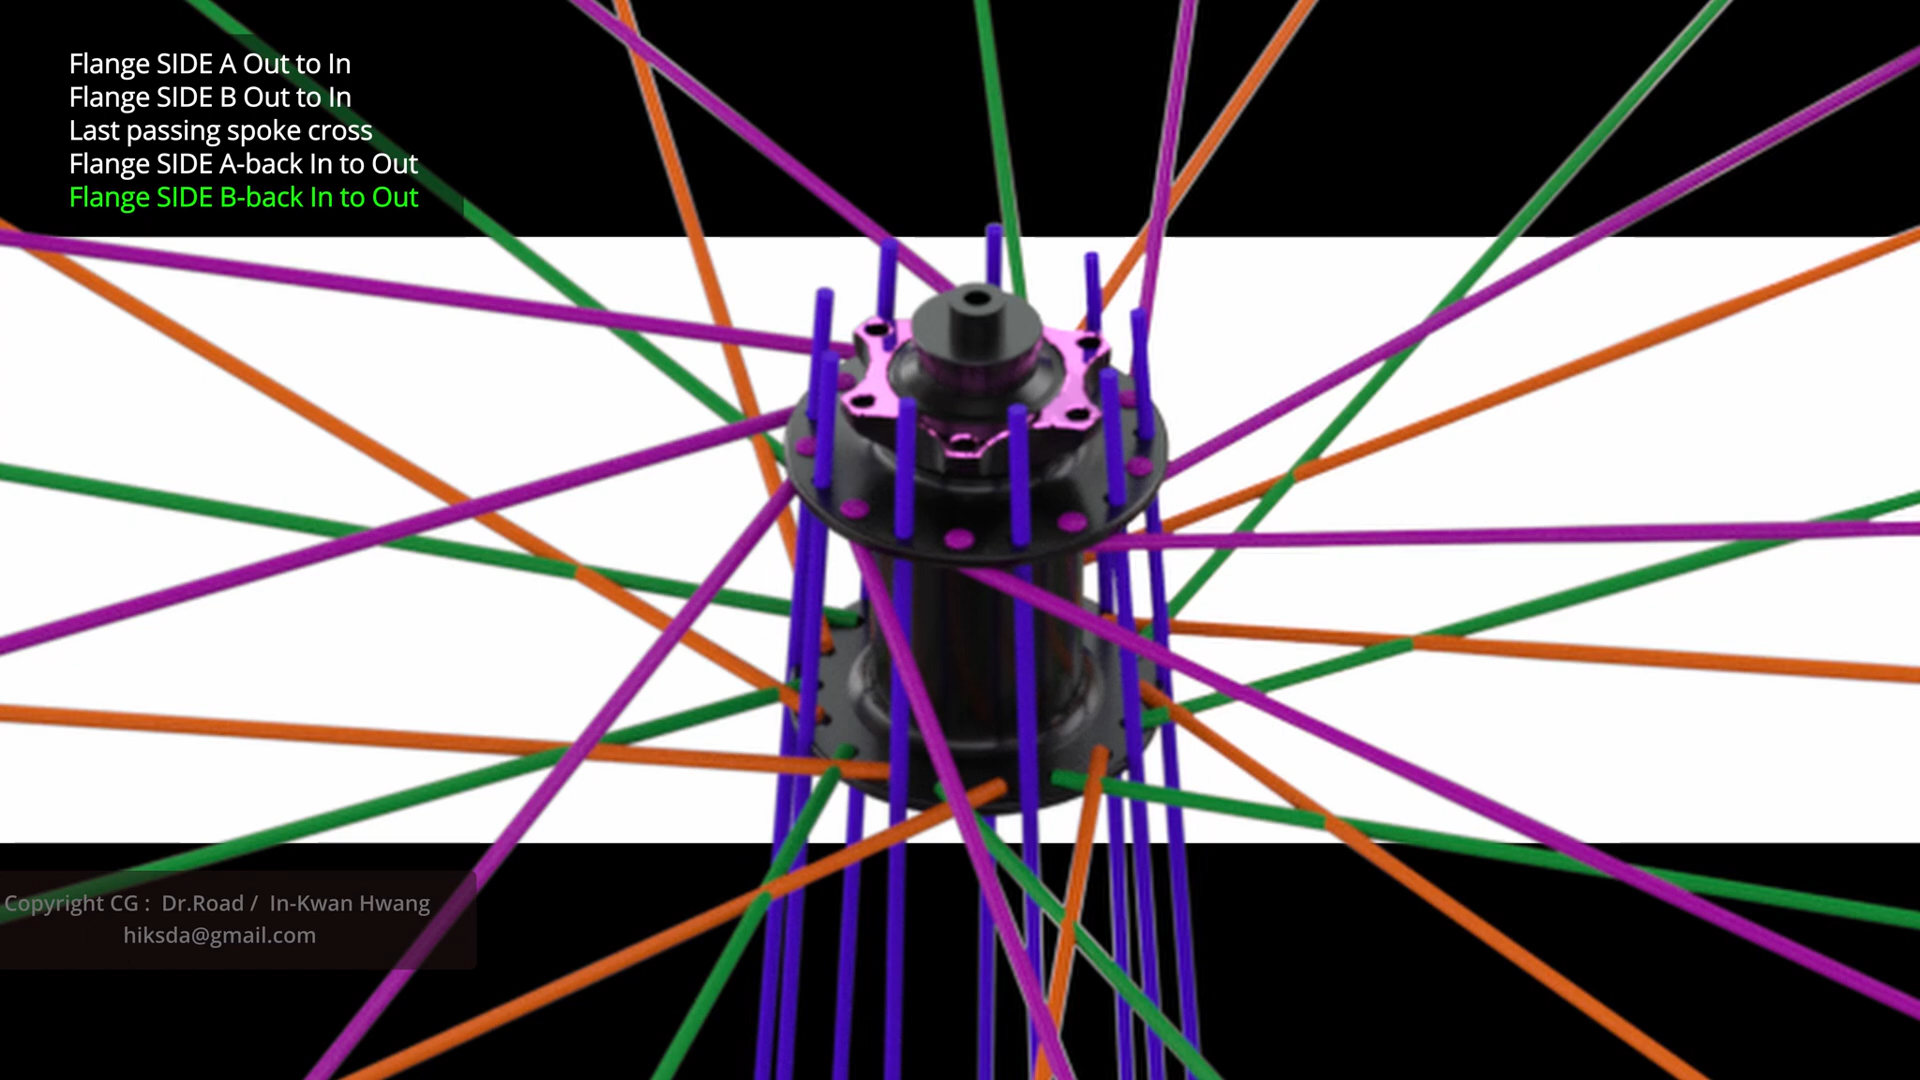 Flange SIDE A Out to In
Flange SIDE B Out to In
Last passing spoke cross
Flange SIDE A-back In to Out
Flange SIDE B-back In to Out
Copyright CG : Dr.Road / In-Kwan Hwang
hiksda@gmail.com